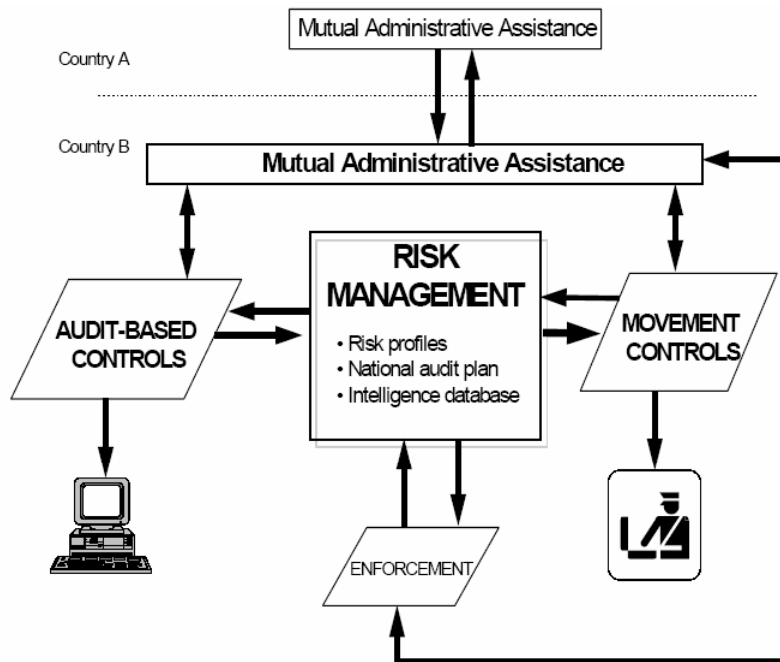 Mutual Administrative Assistance
Country A
Country B
Mutual Administrative Assistance
RISK
MANAGEMENT
• Risk profiles
• National audit plan
• Intelligence database
AUDIT-BASED
CONTROLS
MOVEMENT
CONTROLS
ENFORCEMENT